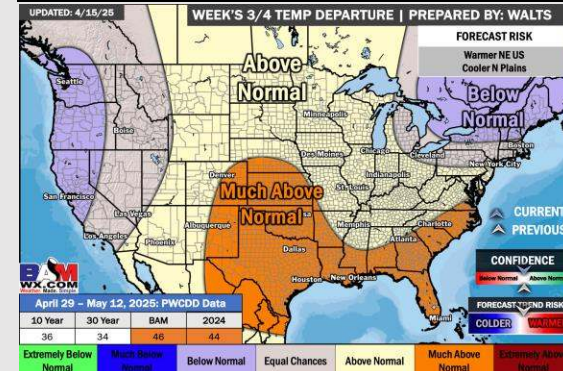 UPDATED: 4/15/25
WEEK'S 3/4 TEMP DEPARTURE | PREPARED BY: WALTS
FORECAST RISK
Warmer NE US
Cooler N Plains
Above
Normal
Below
Normal
Much Above
Normal
Seattle
Boise
San Francisco
Las Vegas
Los Angeles
Phoenix
Albuquerque
Denver
Minneapolis
Des Moines
Chicago
Indianapolis
St. Louis
Cleveland
Boston
New York City
Memphis
Charlotte
Atlanta
Dallas
Houston
New Orleans
Miami
CURRENT
PREVIOUS
CONFIDENCE
Below Normal Above Norm
FORECAST TREND RISK
COLDER WARMER
BAM
WX.COM
Weather Made Simple
April 29 – May 12, 2025: PWCDD Data
10 Year 30 Year BAM 2024
36 34 46 44
Extremely Below Normal
Much Below Normal
Below Normal
Equal Chances
Above Normal
Much Above Normal
Extremely Above Normal